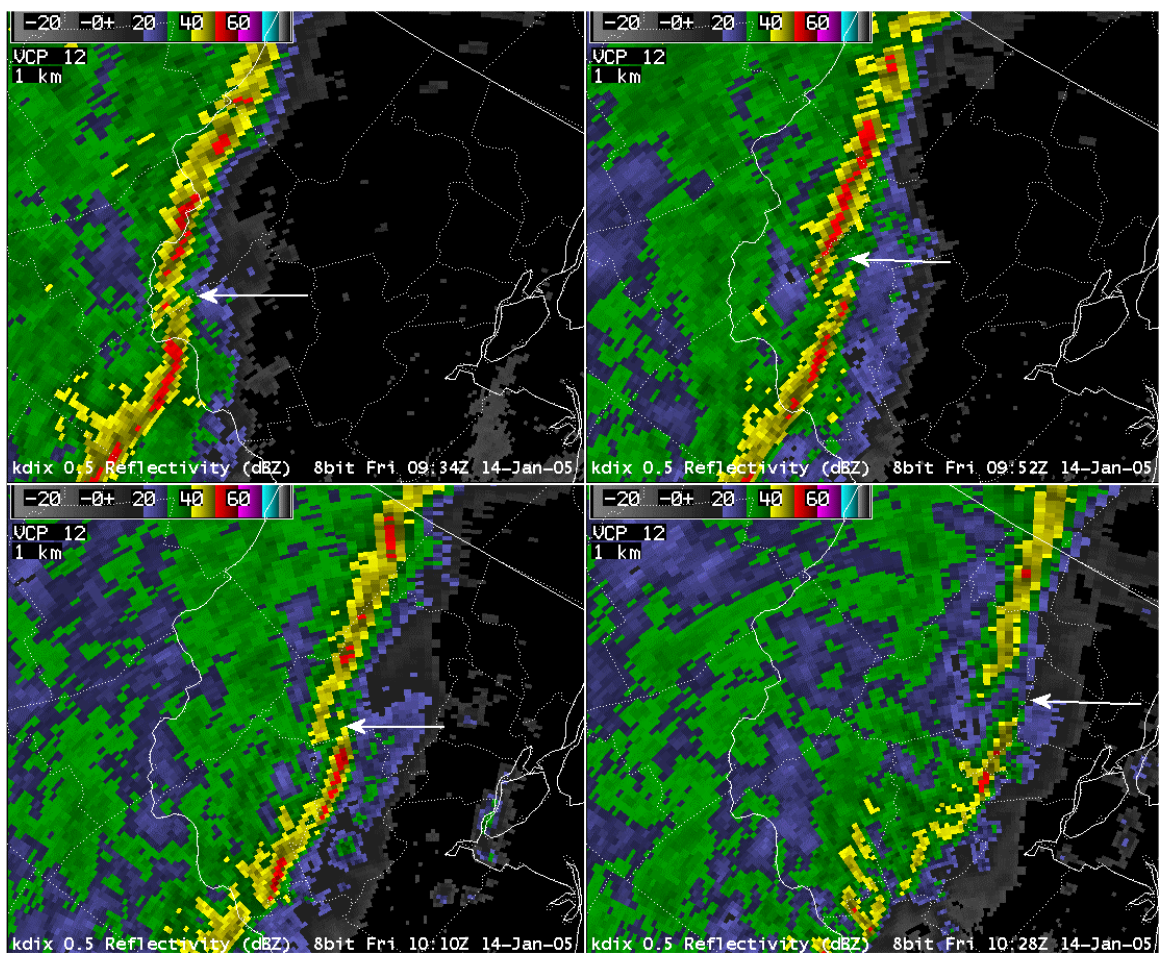 -20 -0+ 20 40 60
VCP 12
1 km
kdix 0.5 Reflectivity (dBZ) 8bit Fri 09:34Z 14-Jan-05
-20 -0+ 20 40 60
VCP 12
1 km
kdix 0.5 Reflectivity (dBZ) 8bit Fri 09:52Z 14-Jan-05
-20 -0+ 20 40 60
VCP 12
1 km
kdix 0.5 Reflectivity (dBZ) 8bit Fri 10:10Z 14-Jan-05
-20 -0+ 20 40 60
VCP 12
1 km
kdix 0.5 Reflectivity (dBZ) 8bit Fri 10:28Z 14-Jan-05